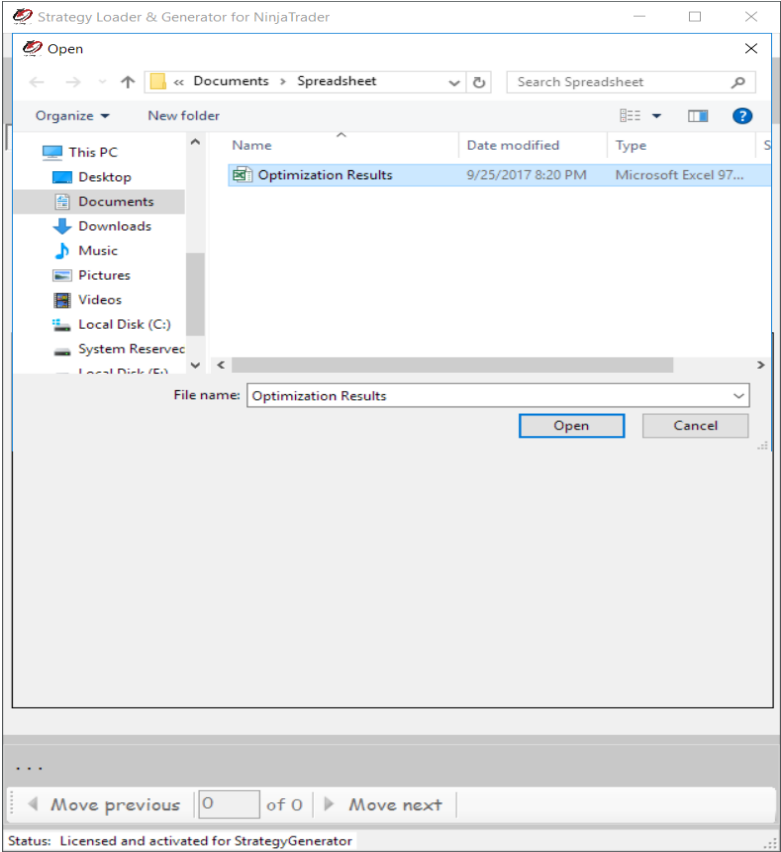 Strategy Loader & Generator for NinjaTrader
Open
« Documents › Spreadsheet
Search Spreadsheet
Organize
New folder
Name
Date modified
Type
S
This PC
Desktop
Documents
Downloads
Music
Pictures
Videos
Local Disk (C:)
System Reserved
Optimization Results
9/25/2017 8:20 PM
Microsoft Excel 97...
File name:
Optimization Results
Open
Cancel
...
Move previous
0
of 0
Move next
Status: Licensed and activated for StrategyGenerator